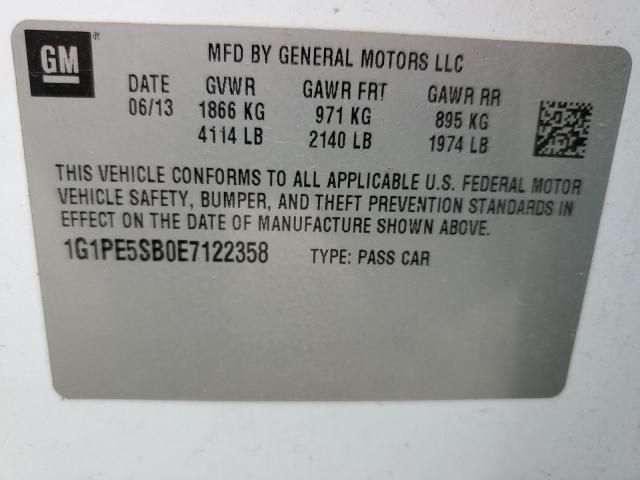 GM ®
MFD BY GENERAL MOTORS LLC
DATE GVWR GAWR FRT GAWR RR
06/13 1866 KG 971 KG 895 KG
4114 LB 2140 LB 1974 LB
THIS VEHICLE CONFORMS TO ALL APPLICABLE U.S. FEDERAL MOTOR
VEHICLE SAFETY, BUMPER, AND THEFT PREVENTION STANDARDS IN
EFFECT ON THE DATE OF MANUFACTURE SHOWN ABOVE.
1G1PE5SB0E7122358 TYPE: PASS CAR